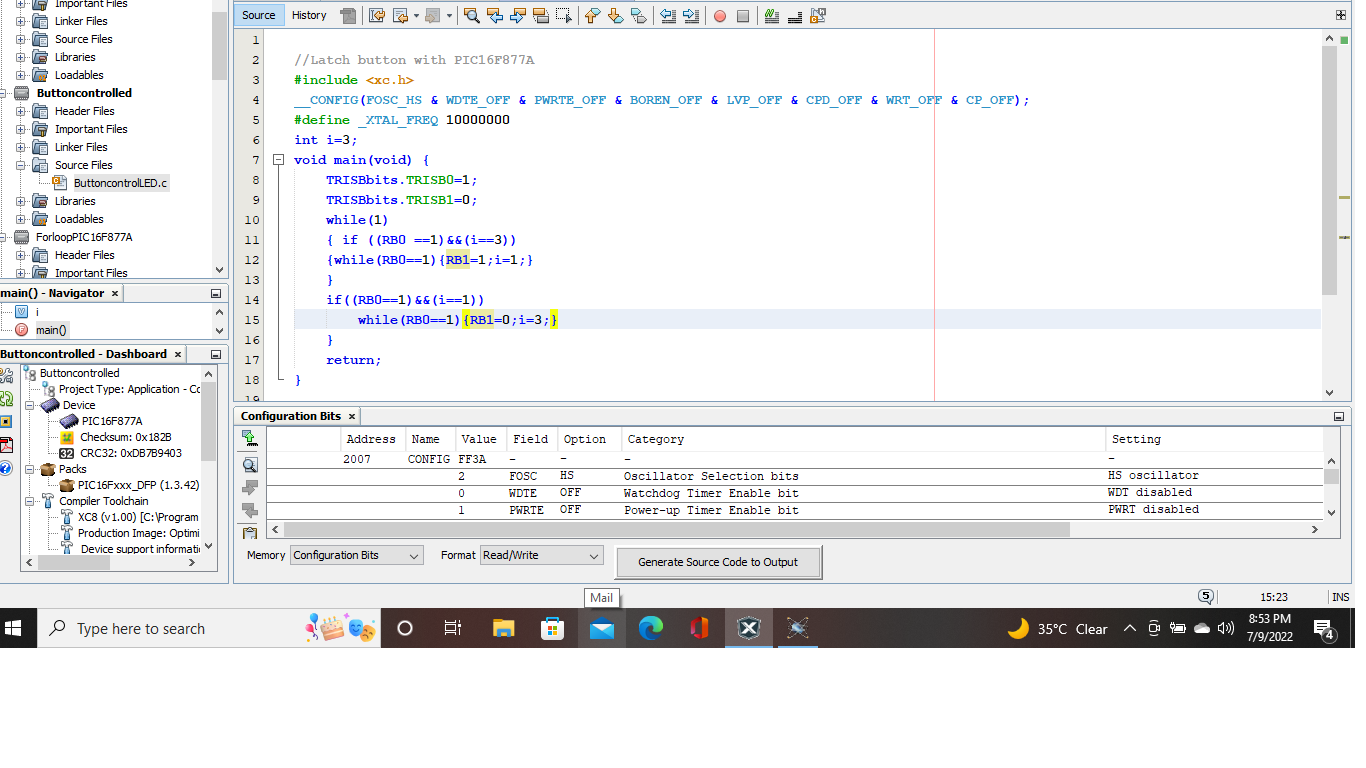 Important Files
Linker Files
Source Files
Libraries
Loadables
Buttoncontrolled
Header Files
Important Files
Linker Files
Source Files
ButtoncontrolLED.c
Libraries
Loadables
ForloopPIC16F877A
Header Files
Important Files
main() - Navigator ×
i
main()
Buttoncontrolled - Dashboard ×
Buttoncontrolled
Project Type: Application - Co
Device
PIC16F877A
Checksum: 0x182B
32 CRC32: 0xDB7B9403
Packs
PIC16Fxxx_DFP (1.3.42)
Compiler Toolchain
XC8 (v1.00) [C:\Program
Production Image: Optimi
Device support informati
Source History
1
2 //Latch button with PIC16F877A
3 #include <xc.h>
4 __CONFIG(FOSC_HS & WDTE_OFF & PWRTE_OFF & BOREN_OFF & LVP_OFF & CPD_OFF & WRT_OFF & CP_OFF);
5 #define _XTAL_FREQ 10000000
6 int i=3;
7 void main(void) {
8 TRISBbits.TRISB0=1;
9 TRISBbits.TRISB1=0;
10 while(1)
11 { if ((RB0 ==1)&&(i==3))
12 {while(RB0==1){RB1=1;i=1;}
13 }
14 if((RB0==1)&&(i==1))
15 while(RB0==1){RB1=0;i=3;}
16 }
17 return;
18 }
19
Configuration Bits ×
Address Name Value Field Option Category Setting
2007 CONFIG FF3A - - - -
2 FOSC HS Oscillator Selection bits HS oscillator
0 WDTE OFF Watchdog Timer Enable bit WDT disabled
1 PWRTE OFF Power-up Timer Enable bit PWRT disabled
Memory Configuration Bits Format Read/Write Generate Source Code to Output
Mail
5 15:23 INS
Type here to search
35°C Clear
8:53 PM
7/9/2022
4